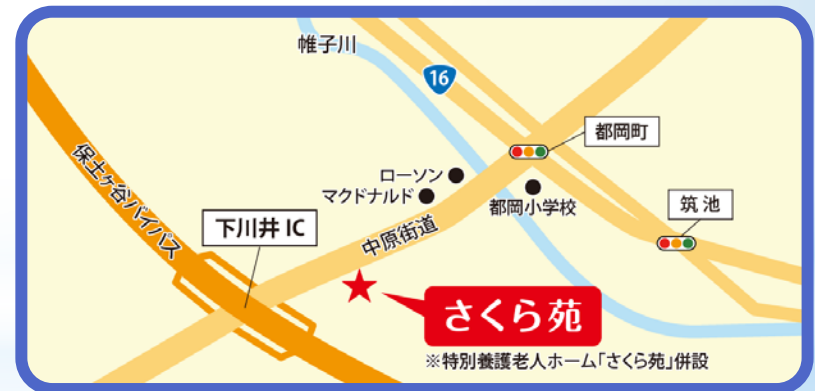 帷子川
16
都岡町
ローソン
マクドナルド
都岡小学校
筑池
保土ヶ谷バイパス
下川井 IC
中原街道
さくら苑
※特別養護老人ホーム「さくら苑」併設